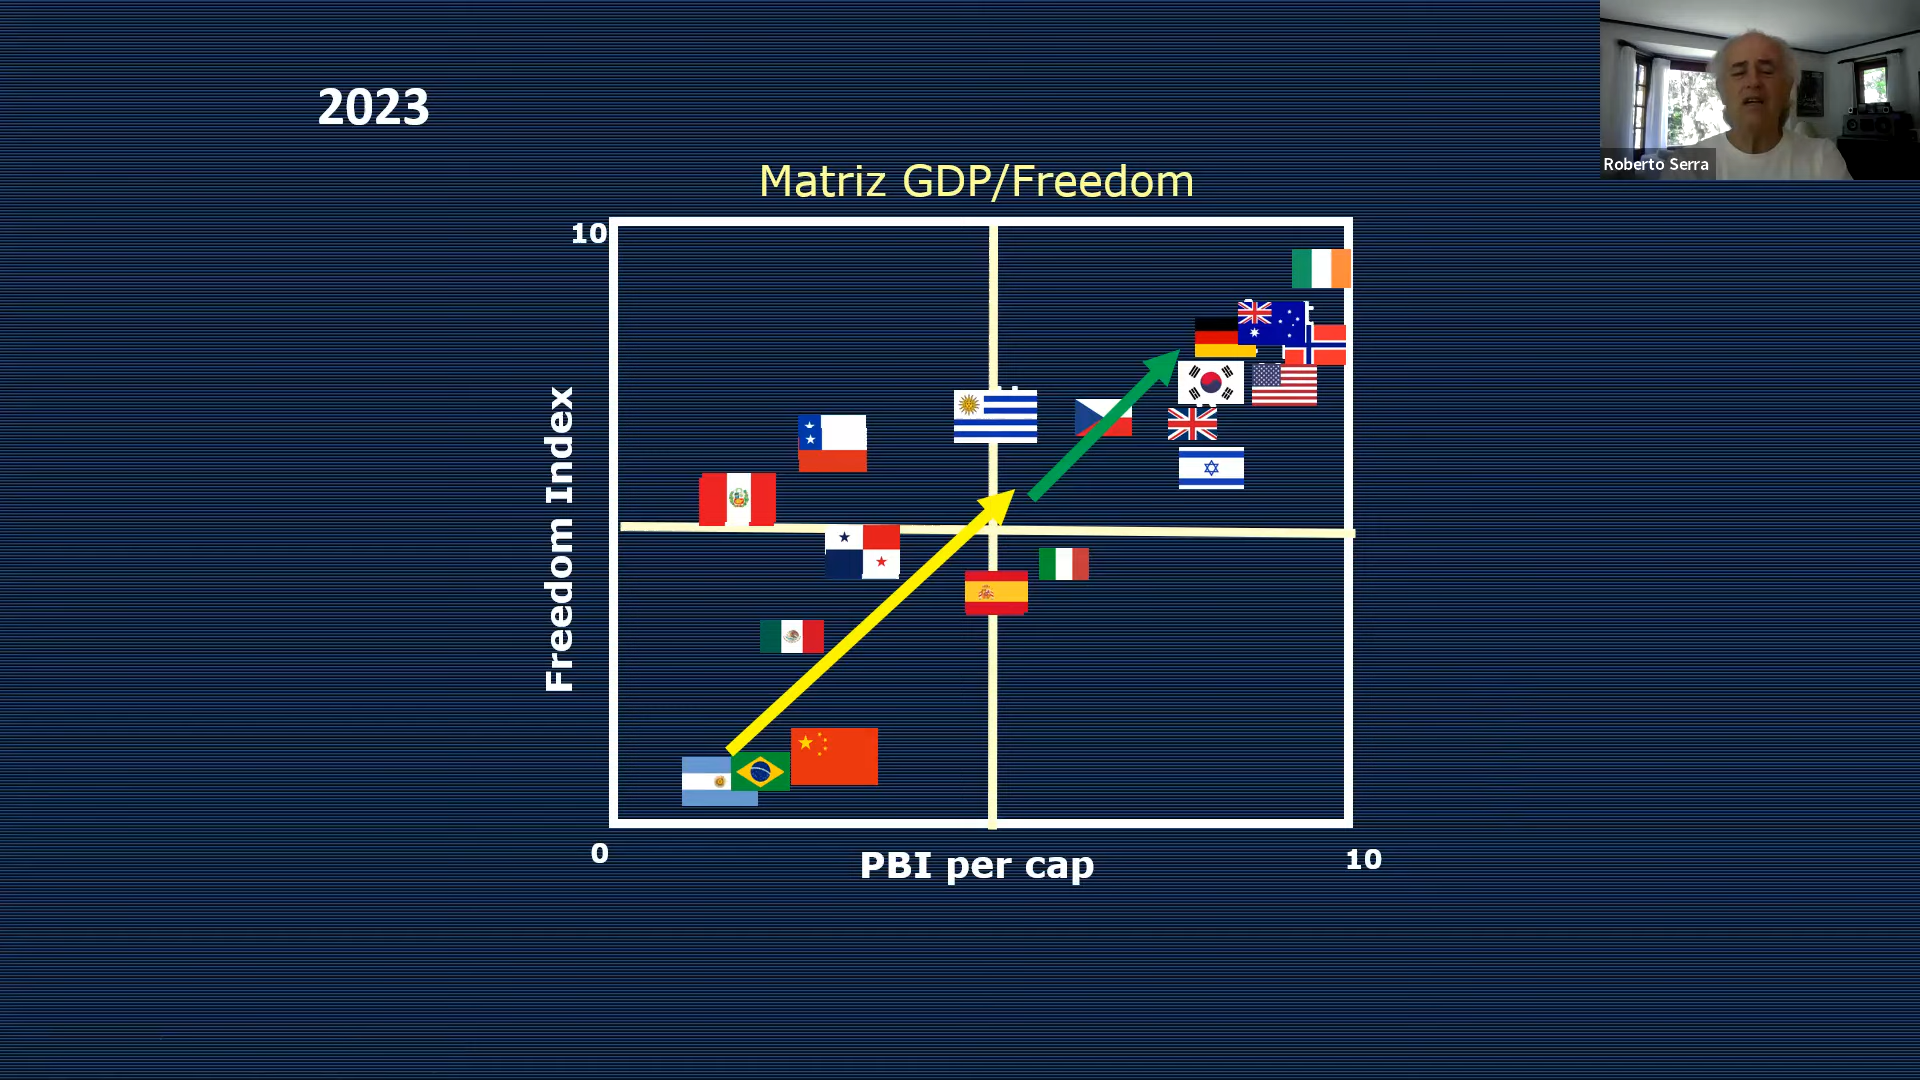 2023
Roberto Serra
Matriz GDP/Freedom
10
Freedom Index
0
PBI per cap
10